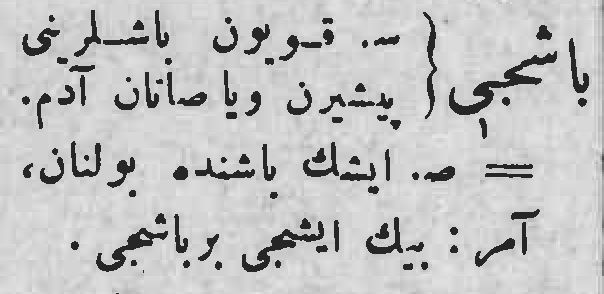 باشجی } س. قویون باشلرینی
پیشیرن ویا صاتان آدم.
= ص. ایشك باشنده بولنان،
آمر : بیك ایشجی برباشجی .